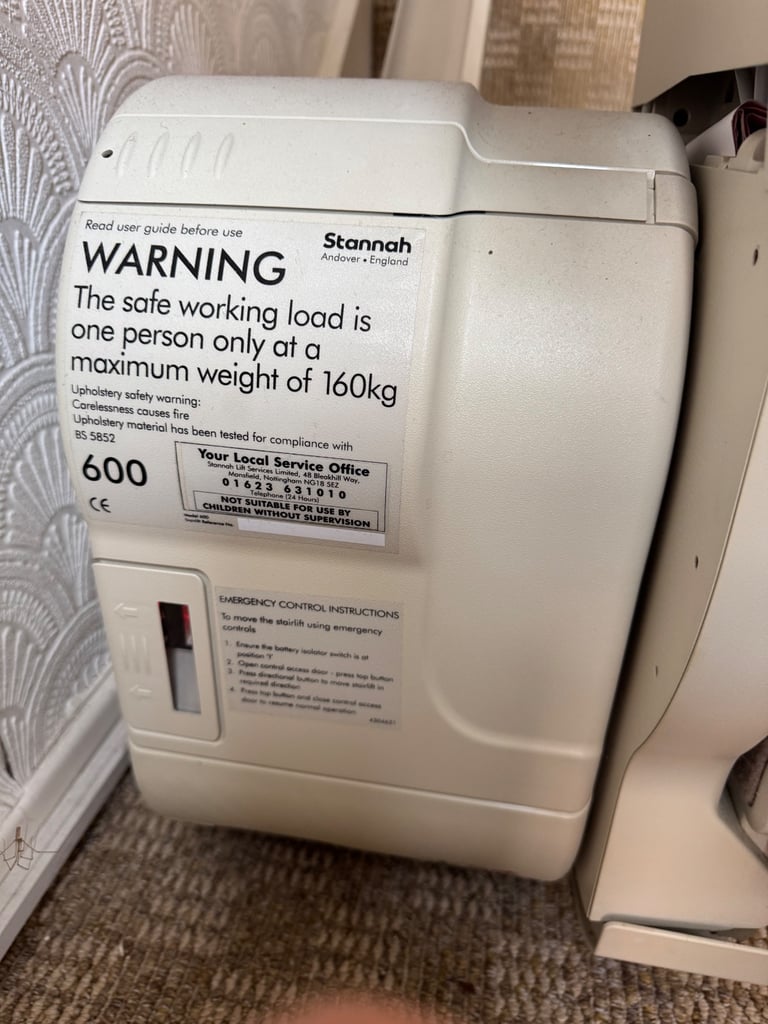 Read user guide before use
Stannah
Andover • England
WARNING
The safe working load is
one person only at a
maximum weight of 160kg
Upholstery safety warning:
Carelessness causes fire
Upholstery material has been tested for compliance with
BS 5852
600
CE
Your Local Service Office
Stannah Lift Services Limited, 48 Bleakhill Way,
Mansfield, Nottingham NG18 5EZ
01623 631010
Telephone (24 Hours)
NOT SUITABLE FOR USE BY
CHILDREN WITHOUT SUPERVISION
Model 600
Stairlift Reference No.
EMERGENCY CONTROL INSTRUCTIONS
To move the stairlift using emergency
controls
1. Ensure the battery isolator switch is at
position 'I'
2. Open control access door - press top button
3. Press directional button to move stairlift in
required direction
4. Press top button and close control access
door to resume normal operation